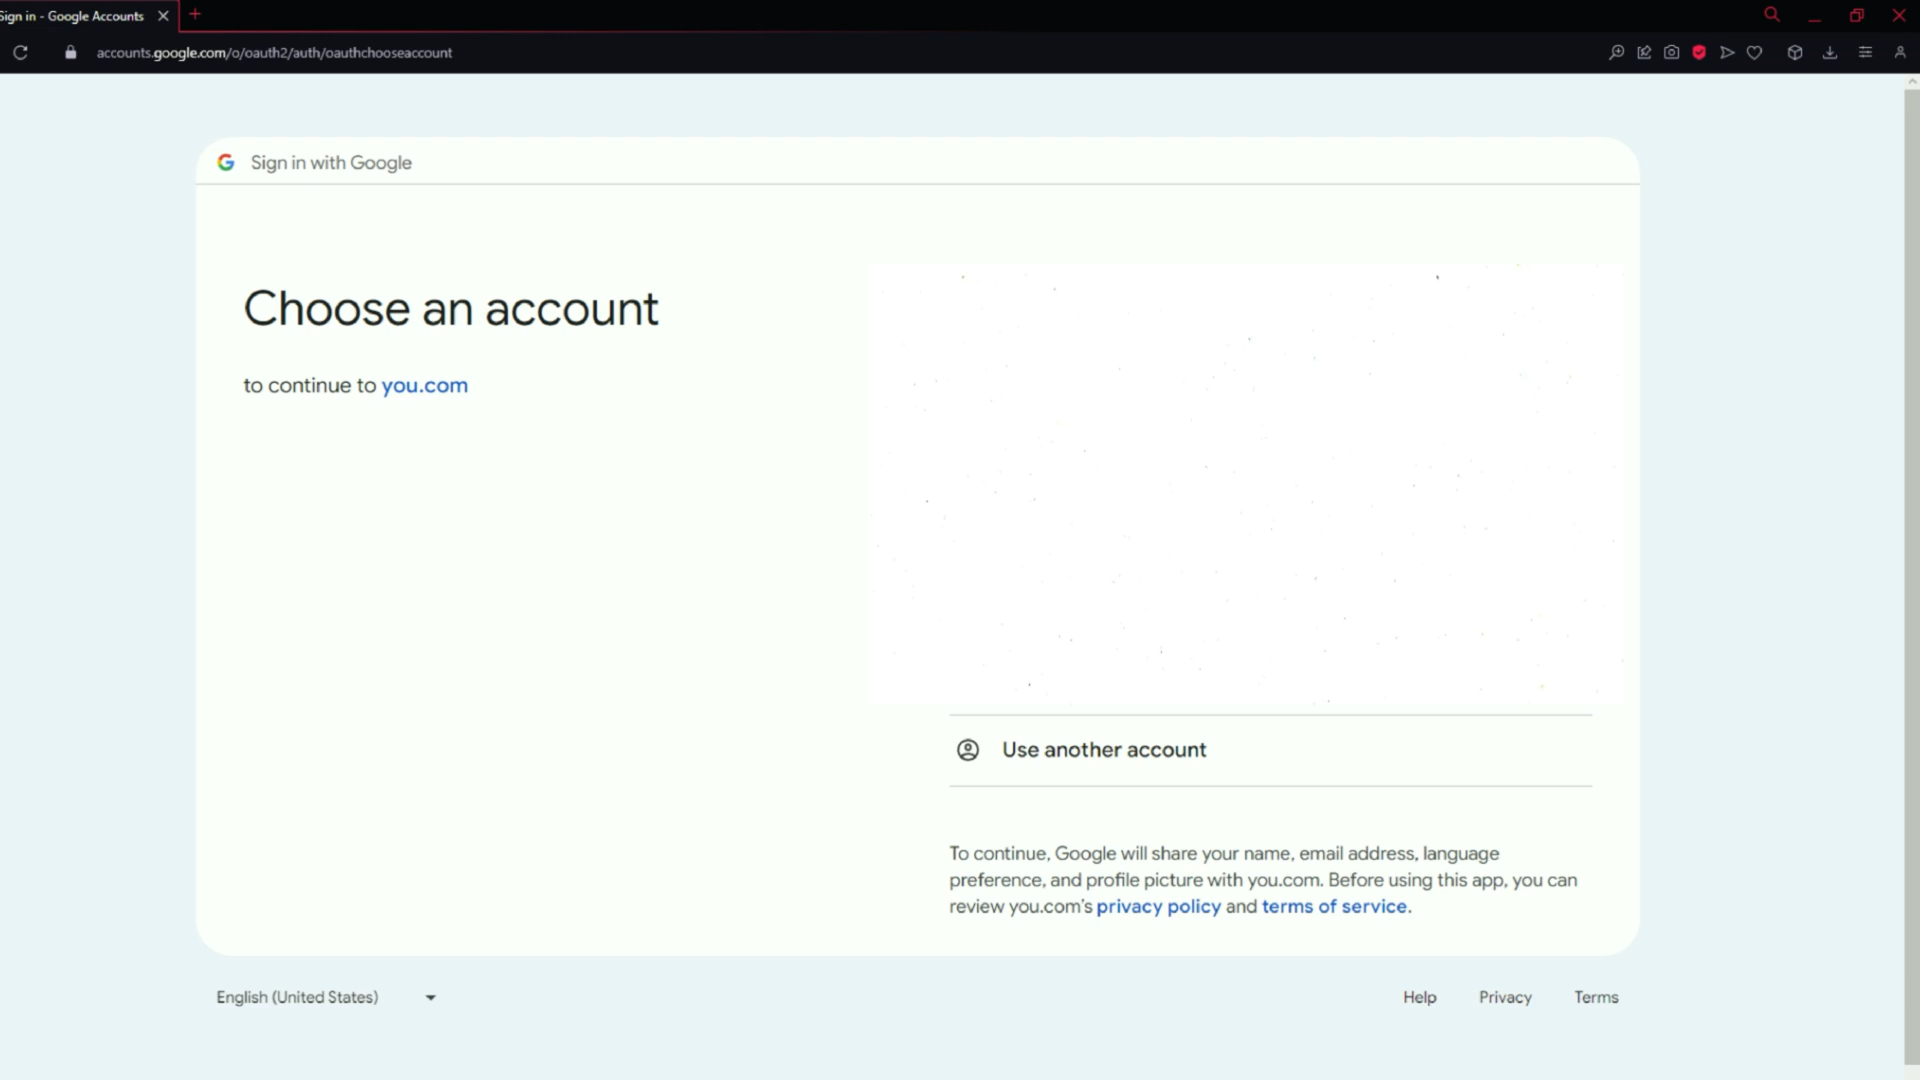 Sign in - Google Accounts
accounts.google.com/o/oauth2/auth/oauthchooseaccount
Sign in with Google
Choose an account
to continue to you.com
Use another account
To continue, Google will share your name, email address, language
preference, and profile picture with you.com. Before using this app, you can
review you.com's privacy policy and terms of service.
English (United States)
Help
Privacy
Terms